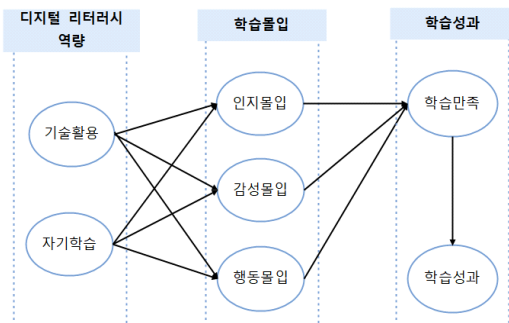 디지털 리터러시
역량
학습몰입
학습성과
기술활용
자기학습
인지몰입
감성몰입
행동몰입
학습만족
학습성과